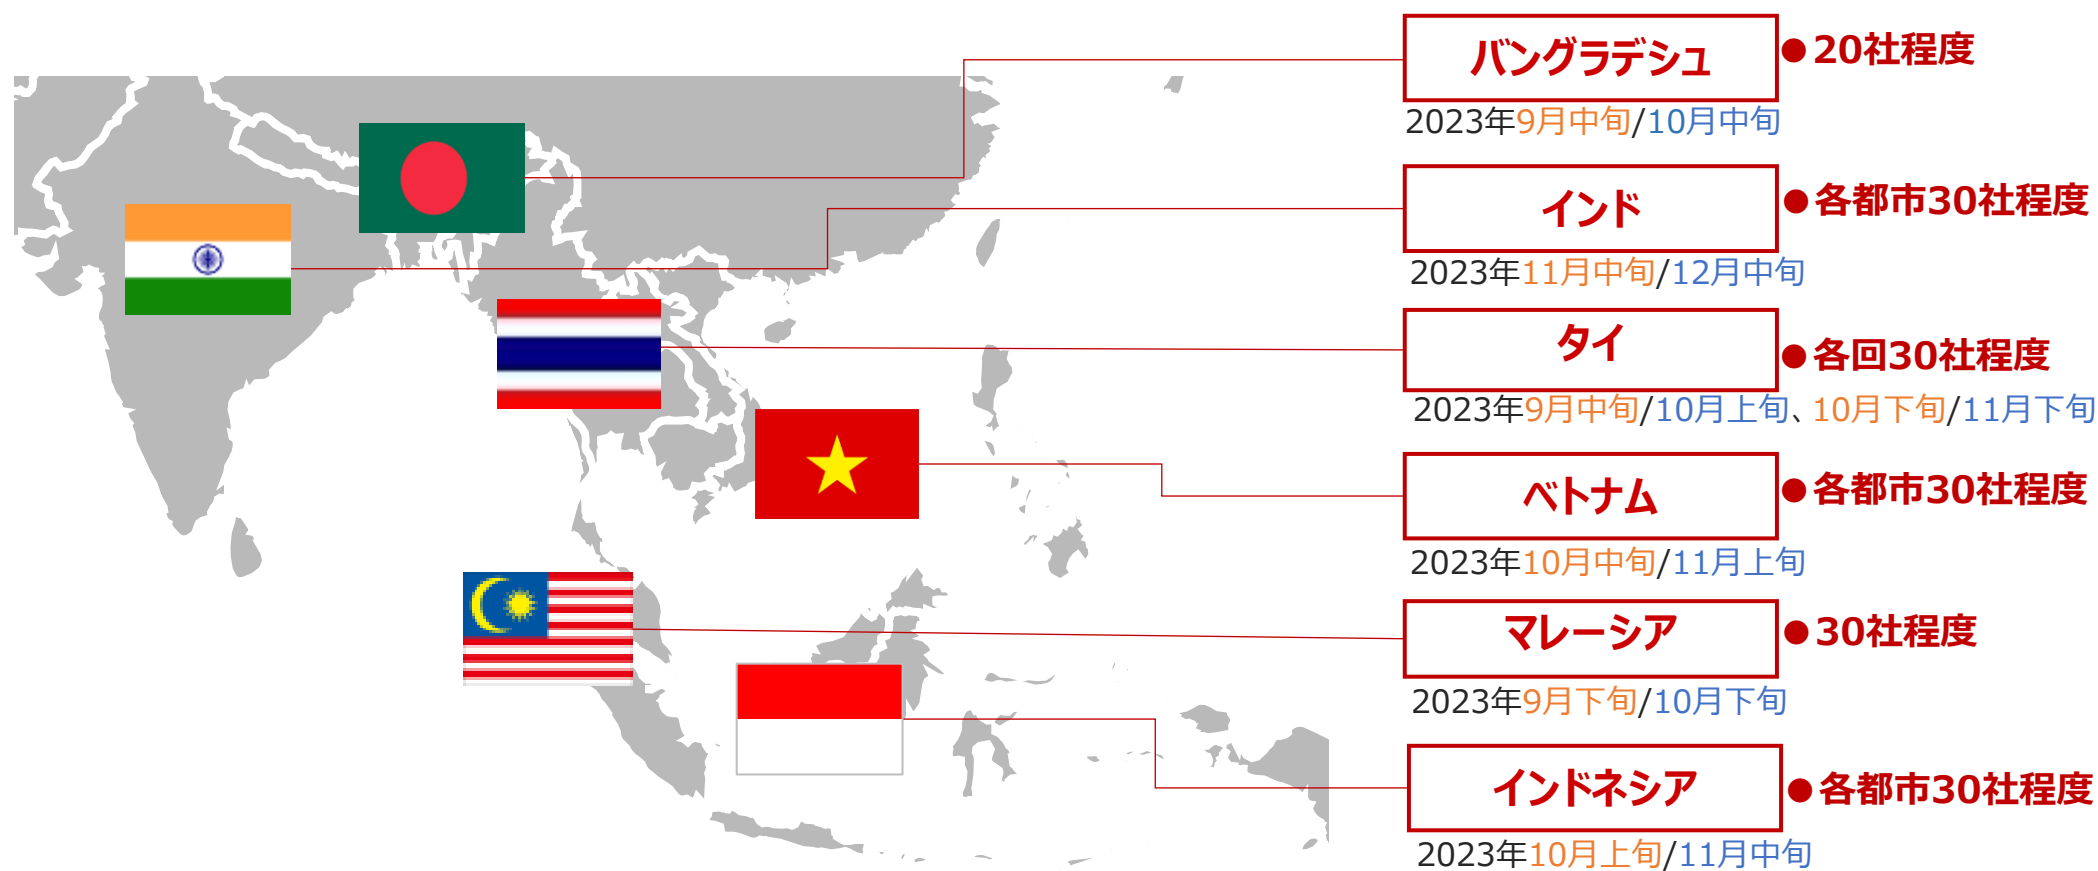 バングラデシュ
●20社程度
2023年9月中旬/10月中旬
インド
●各都市30社程度
2023年11月中旬/12月中旬
タイ
●各回30社程度
2023年9月中旬/10月上旬、10月下旬/11月下旬
ベトナム
●各都市30社程度
2023年10月中旬/11月上旬
マレーシア
●30社程度
2023年9月下旬/10月下旬
インドネシア
●各都市30社程度
2023年10月上旬/11月中旬